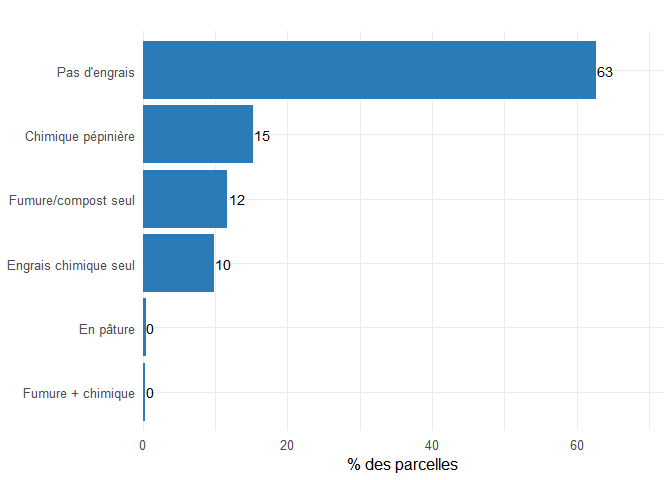 Pas d'engrais 63
Chimique pépinière 15
Fumure/compost seul 12
Engrais chimique seul 10
En pâture 0
Fumure + chimique 0
0 20 40 60
% des parcelles